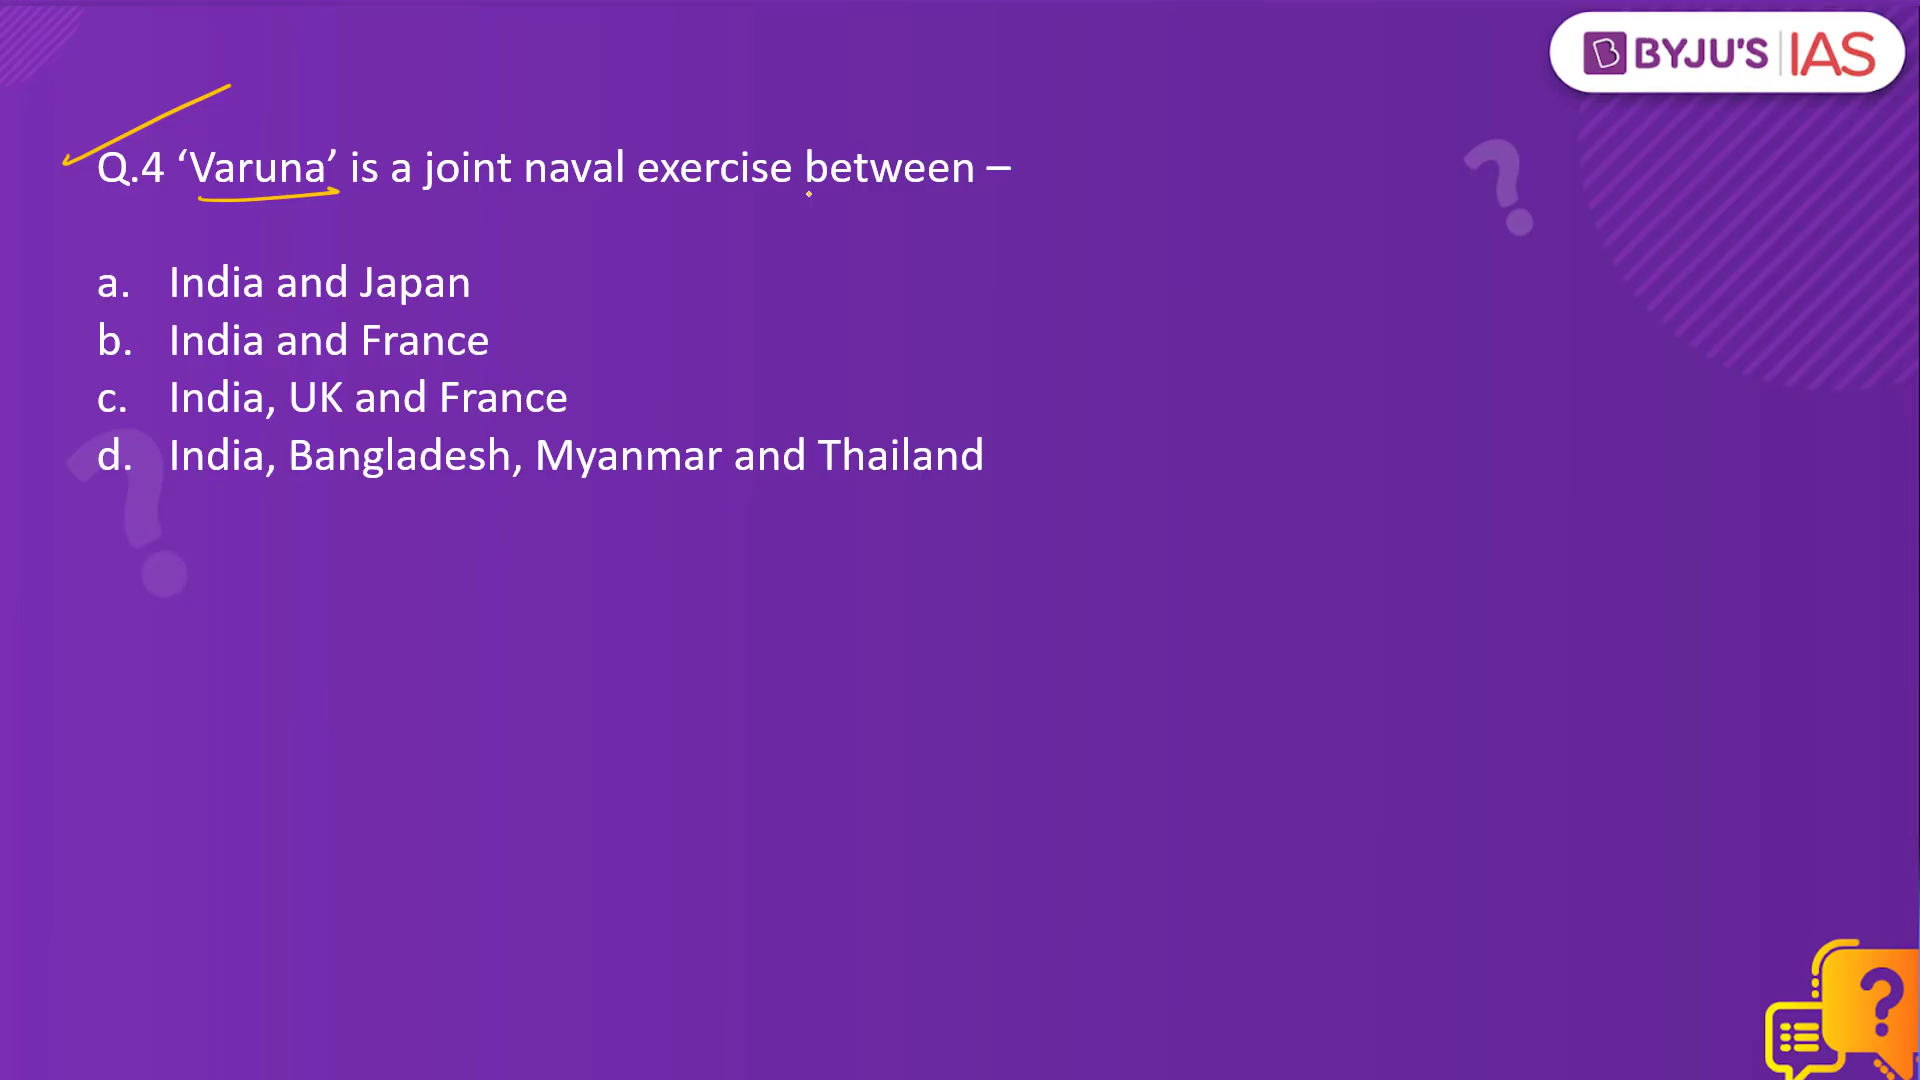 BYJU'S IAS
Q.4 ‘Varuna’ is a joint naval exercise between –
a. India and Japan
b. India and France
c. India, UK and France
d. India, Bangladesh, Myanmar and Thailand